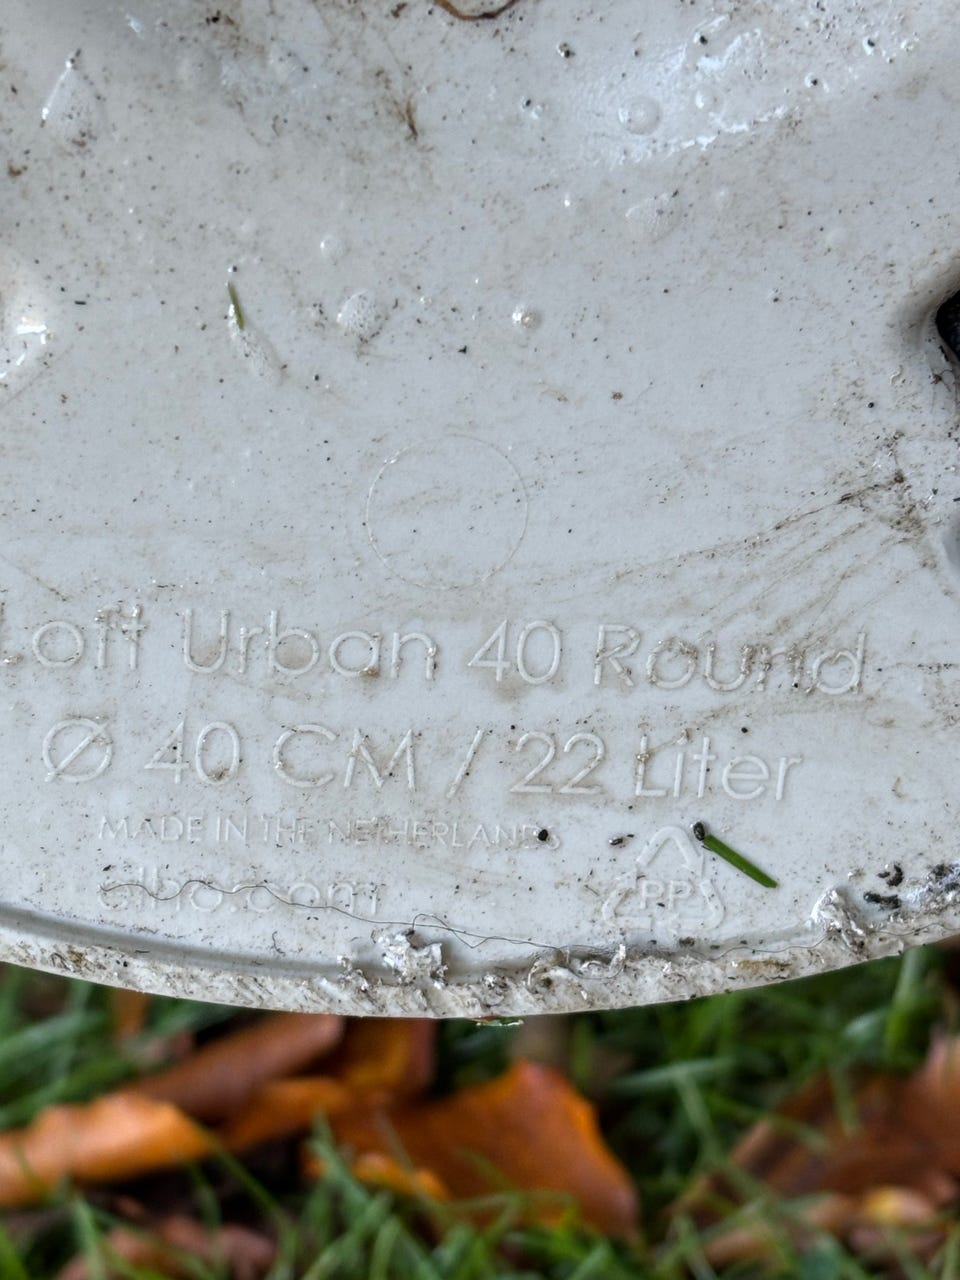 Loft Urban 40 Round
Ø 40 CM / 22 Liter
MADE IN THE NETHERLANDS
elho.com
PP